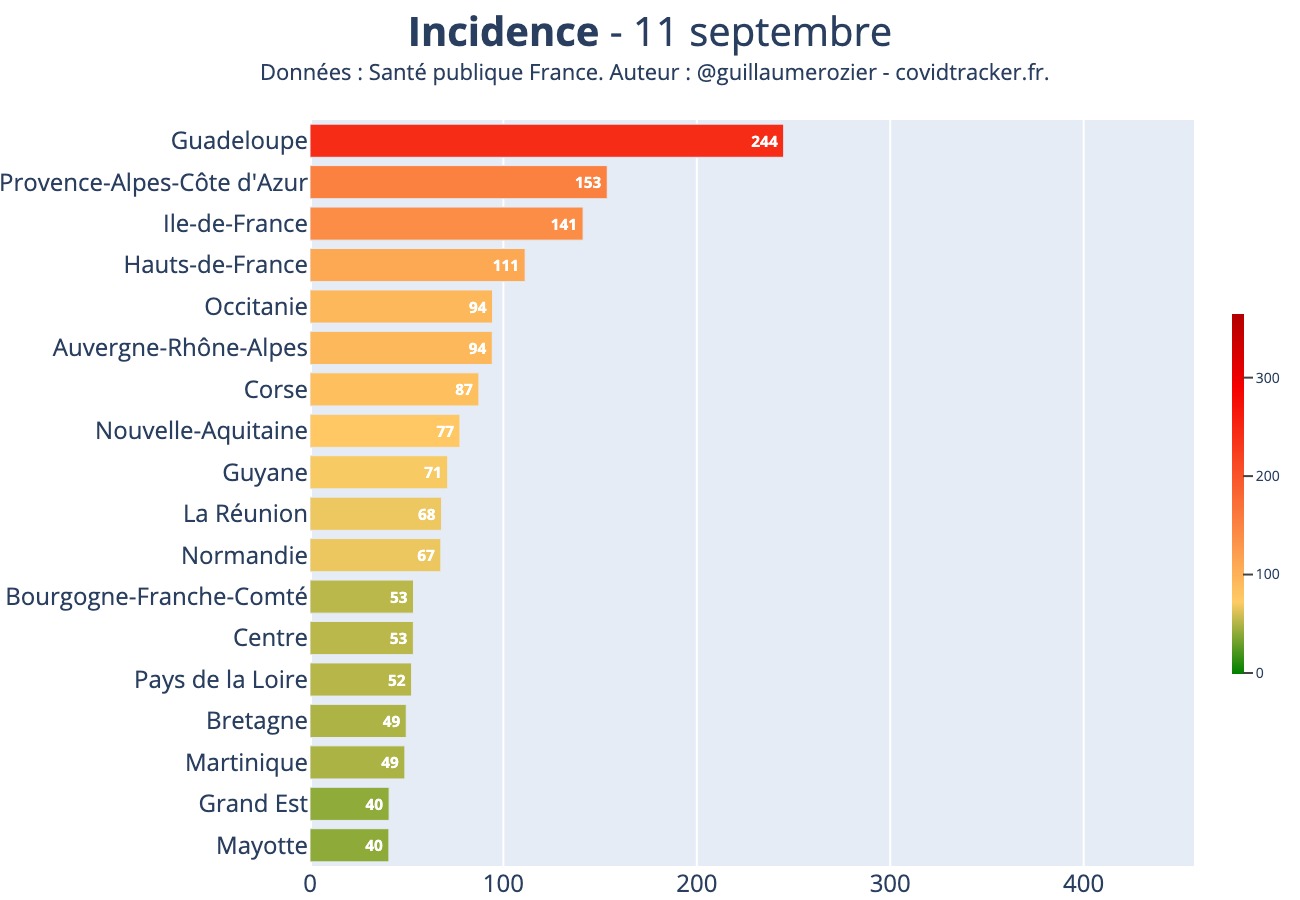 Incidence - 11 septembre
Données : Santé publique France. Auteur : @guillaumerozier - covidtracker.fr.
Guadeloupe 244
Provence-Alpes-Côte d'Azur 153
Ile-de-France 141
Hauts-de-France 111
Occitanie 94
Auvergne-Rhône-Alpes 94
Corse 87
Nouvelle-Aquitaine 77
Guyane 71
La Réunion 68
Normandie 67
Bourgogne-Franche-Comté 53
Centre 53
Pays de la Loire 52
Bretagne 49
Martinique 49
Grand Est 40
Mayotte 40
0 100 200 300 400
300
200
100
0